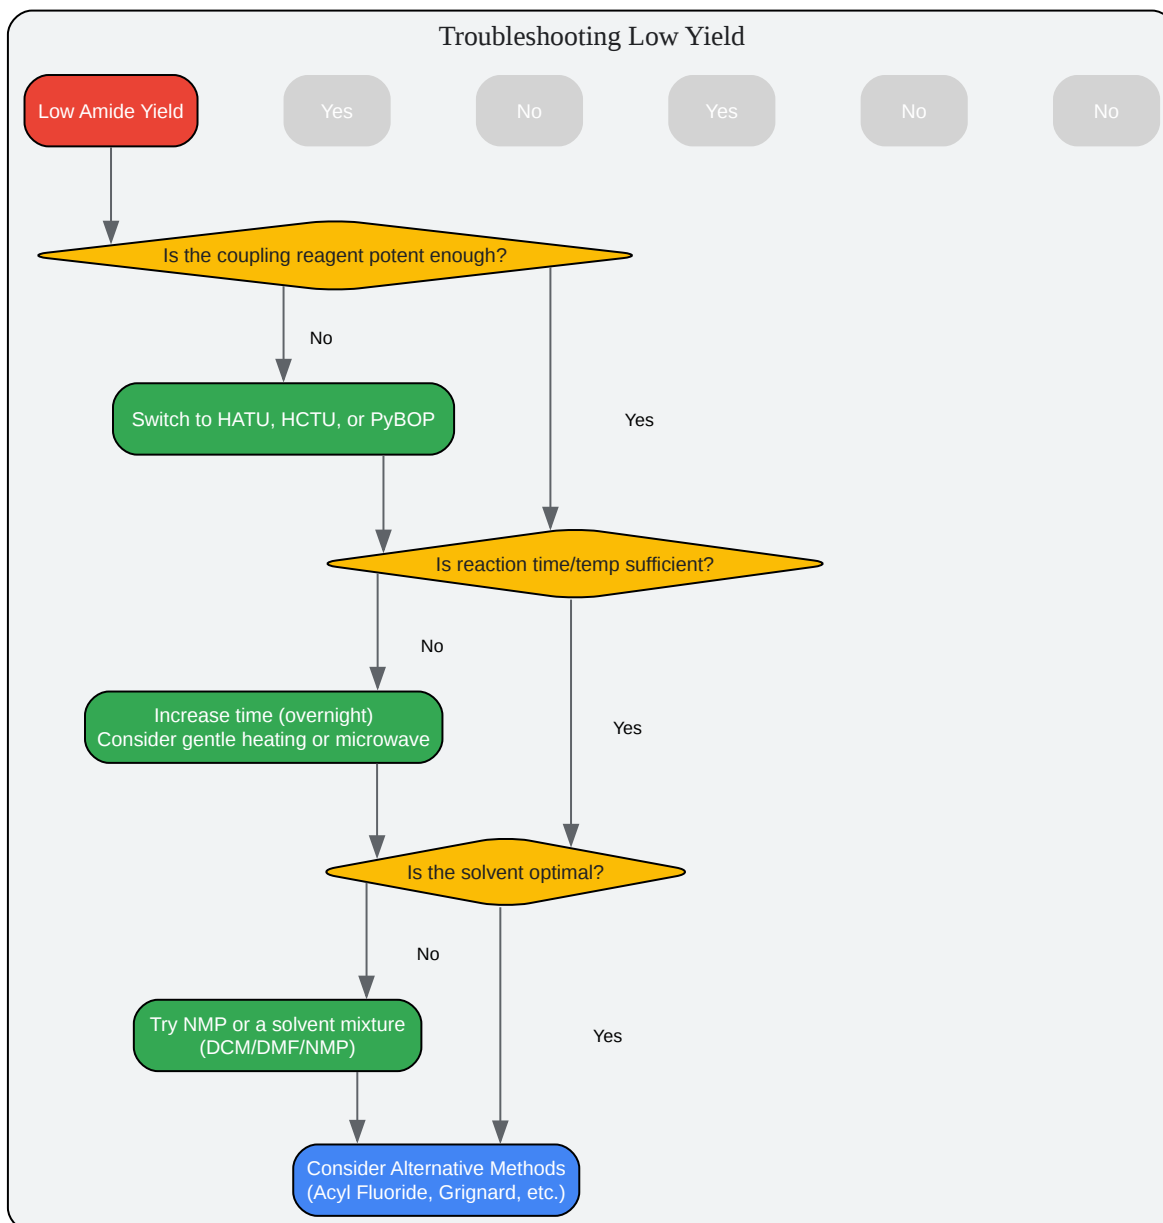 Troubleshooting Low Yield
Low Amide Yield
Yes
No
Yes
No
No
Is the coupling reagent potent enough?
No
Switch to HATU, HCTU, or PyBOP
Yes
Is reaction time/temp sufficient?
No
Increase time (overnight)
Consider gentle heating or microwave
Yes
Is the solvent optimal?
No
Try NMP or a solvent mixture
(DCM/DMF/NMP)
Yes
Consider Alternative Methods
(Acyl Fluoride, Grignard, etc.)